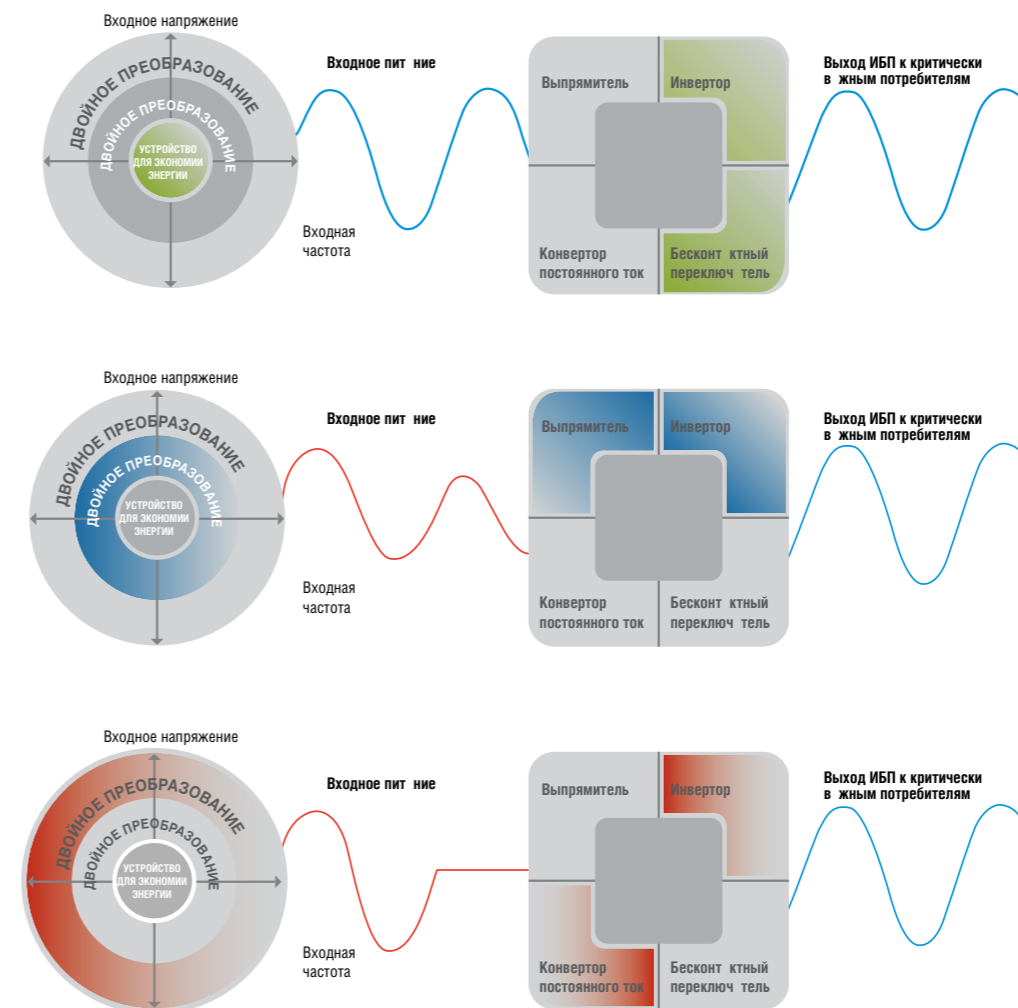 Входное напряжение
ДВОЙНОЕ ПРЕОБРАЗОВАНИЕ
ДВОЙНОЕ ПРЕОБРАЗОВАНИЕ
УСТРОЙСТВО
ДЛЯ ЭКОНОМИИ
ЭНЕРГИИ
Входная
частота
Входное пит ние
Выпрямитель
Инвертор
Конвертор
постоянного ток
Бесконт ктный
переключ тель
Выход ИБП к критически
в жным потребителям
Входное напряжение
ДВОЙНОЕ ПРЕОБРАЗОВАНИЕ
ДВОЙНОЕ ПРЕОБРАЗОВАНИЕ
УСТРОЙСТВО
ДЛЯ ЭКОНОМИИ
ЭНЕРГИИ
Входная
частота
Входное пит ние
Выпрямитель
Инвертор
Конвертор
постоянного ток
Бесконт ктный
переключ тель
Выход ИБП к критически
в жным потребителям
Входное напряжение
ДВОЙНОЕ ПРЕОБРАЗОВАНИЕ
ДВОЙНОЕ ПРЕОБРАЗОВАНИЕ
УСТРОЙСТВО
ДЛЯ ЭКОНОМИИ
ЭНЕРГИИ
Входная
частота
Входное пит ние
Выпрямитель
Инвертор
Конвертор
постоянного ток
Бесконт ктный
переключ тель
Выход ИБП к критически
в жным потребителям